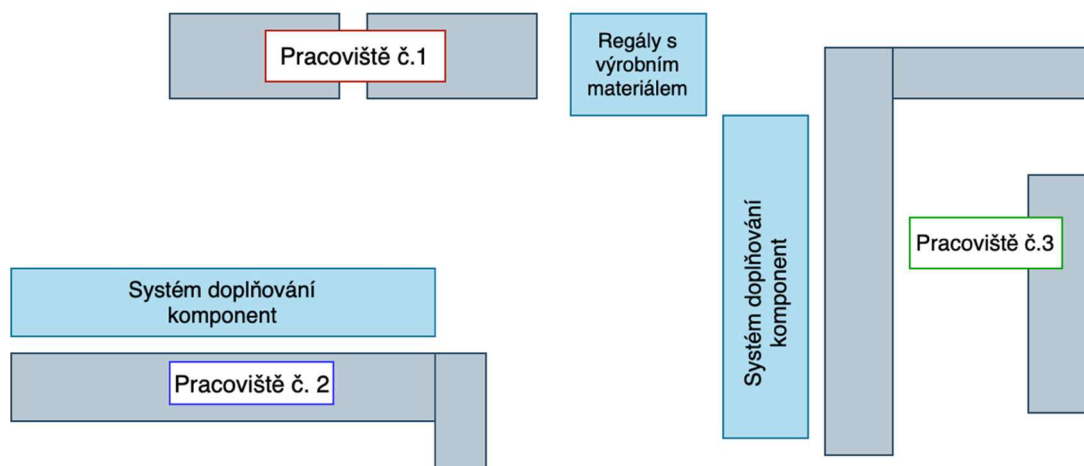 Pracoviště č.1
Regály s
výrobním
materiálem
Systém doplňování
komponent
Pracoviště č.3
Systém doplňování
komponent
Pracoviště č. 2